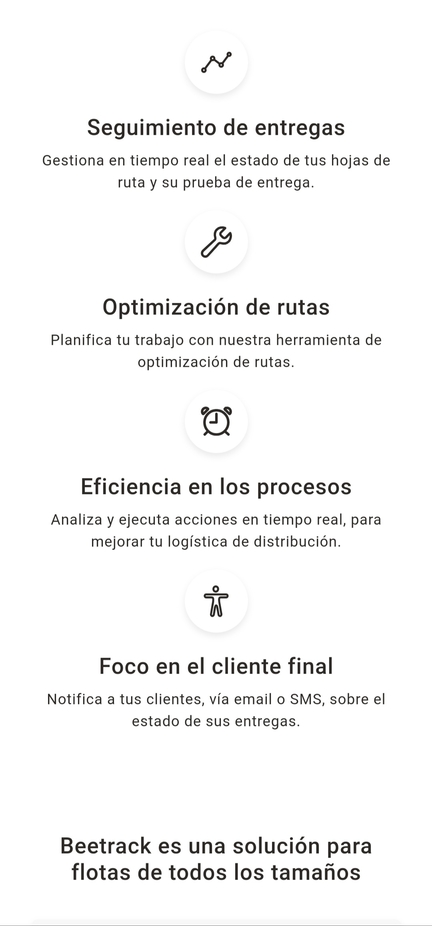 Seguimiento de entregas
Gestiona en tiempo real el estado de tus hojas de
ruta y su prueba de entrega.
Optimización de rutas
Planifica tu trabajo con nuestra herramienta de
optimización de rutas.
Eficiencia en los procesos
Analiza y ejecuta acciones en tiempo real, para
mejorar tu logística de distribución.
Foco en el cliente final
Notifica a tus clientes, vía email o SMS, sobre el
estado de sus entregas.
Beetrack es una solución para
flotas de todos los tamaños